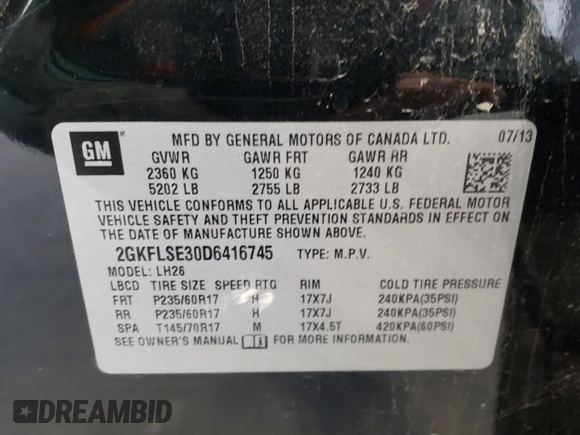 GM
MFD BY GENERAL MOTORS OF CANADA LTD. 07/13
GVWR GAWR FRT GAWR RR
2360 KG 1250 KG 1240 KG
5202 LB 2755 LB 2733 LB
THIS VEHICLE CONFORMS TO ALL APPLICABLE U.S. FEDERAL MOTOR
VEHICLE SAFETY AND THEFT PREVENTION STANDARDS IN EFFECT ON
THE DATE OF MANUFACTURE SHOWN ABOVE.
2GKFLSE30D6416745 TYPE: M.P.V.
MODEL: LH26
LBCD TIRE SIZE SPEED RTG RIM COLD TIRE PRESSURE
FRT P235/60R17 H 17X7J 240KPA(35PSI)
RR P235/60R17 H 17X7J 240KPA(35PSI)
SPA T145/70R17 M 17X4.5T 420KPA(60PSI)
SEE OWNER'S MANUAL FOR MORE INFORMATION.
DREAMBID